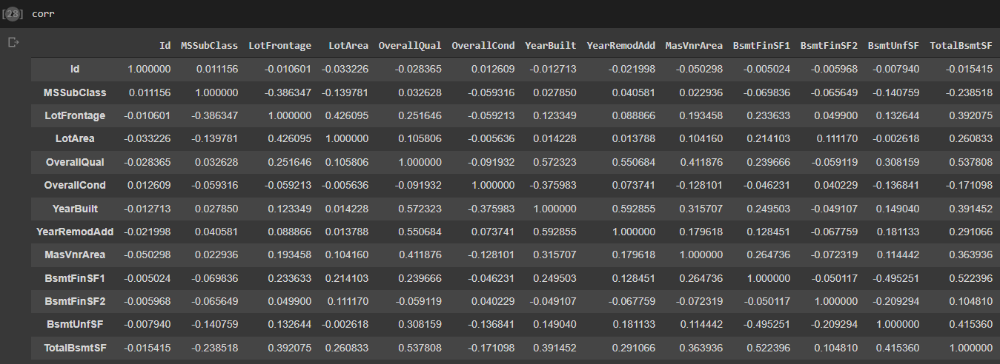 [28] corr
Id MSSubClass LotFrontage LotArea OverallQual OverallCond YearBuilt YearRemodAdd MasVnrArea BsmtFinSF1 BsmtFinSF2 BsmtUnfSF TotalBsmtSF
Id 1.000000 0.011156 -0.010601 -0.033226 -0.028365 0.012609 -0.012713 -0.021998 -0.050298 -0.005024 -0.005968 -0.007940 -0.015415
MSSubClass 0.011156 1.000000 -0.386347 -0.139781 0.032628 -0.059316 0.027850 0.040581 0.022936 -0.069836 -0.065649 -0.140759 -0.238518
LotFrontage -0.010601 -0.386347 1.000000 0.426095 0.251646 -0.059213 0.123349 0.088866 0.193458 0.233633 0.049900 0.132644 0.392075
LotArea -0.033226 -0.139781 0.426095 1.000000 0.105806 -0.005636 0.014228 0.013788 0.104160 0.214103 0.111170 -0.002618 0.260833
OverallQual -0.028365 0.032628 0.251646 0.105806 1.000000 -0.091932 0.572323 0.550684 0.411876 0.239666 -0.059119 0.308159 0.537808
OverallCond 0.012609 -0.059316 -0.059213 -0.005636 -0.091932 1.000000 -0.375983 0.073741 -0.128101 -0.046231 0.040229 -0.136841 -0.171098
YearBuilt -0.012713 0.027850 0.123349 0.014228 0.572323 -0.375983 1.000000 0.592855 0.315707 0.249503 -0.049107 0.149040 0.391452
YearRemodAdd -0.021998 0.040581 0.088866 0.013788 0.550684 0.073741 0.592855 1.000000 0.179618 0.128451 -0.067759 0.181133 0.291066
MasVnrArea -0.050298 0.022936 0.193458 0.104160 0.411876 -0.128101 0.315707 0.179618 1.000000 0.264736 -0.072319 0.114442 0.363936
BsmtFinSF1 -0.005024 -0.069836 0.233633 0.214103 0.239666 -0.046231 0.249503 0.128451 0.264736 1.000000 -0.050117 -0.495251 0.522396
BsmtFinSF2 -0.005968 -0.065649 0.049900 0.111170 -0.059119 0.040229 -0.049107 -0.067759 -0.072319 -0.050117 1.000000 -0.209294 0.104810
BsmtUnfSF -0.007940 -0.140759 0.132644 -0.002618 0.308159 -0.136841 0.149040 0.181133 0.114442 -0.495251 -0.209294 1.000000 0.415360
TotalBsmtSF -0.015415 -0.238518 0.392075 0.260833 0.537808 -0.171098 0.391452 0.291066 0.363936 0.522396 0.104810 0.415360 1.000000